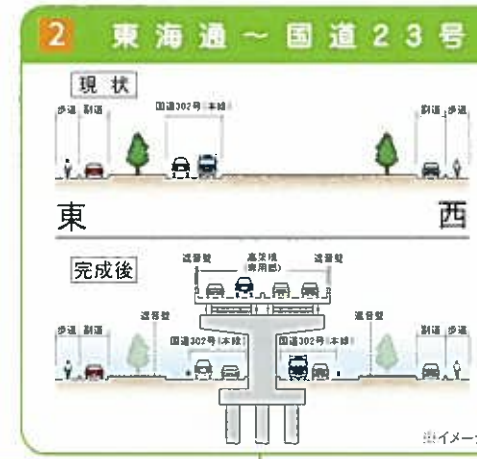 2 東海通～国道23号
現状
歩道 副道 国道302号(本線) 副道 歩道
東 西
完成後
遮音壁 高架橋(専用部) 遮音壁
遮音壁 遮音壁
歩道 副道 国道302号(本線) 国道302号(本線) 副道 歩道
※イメージ